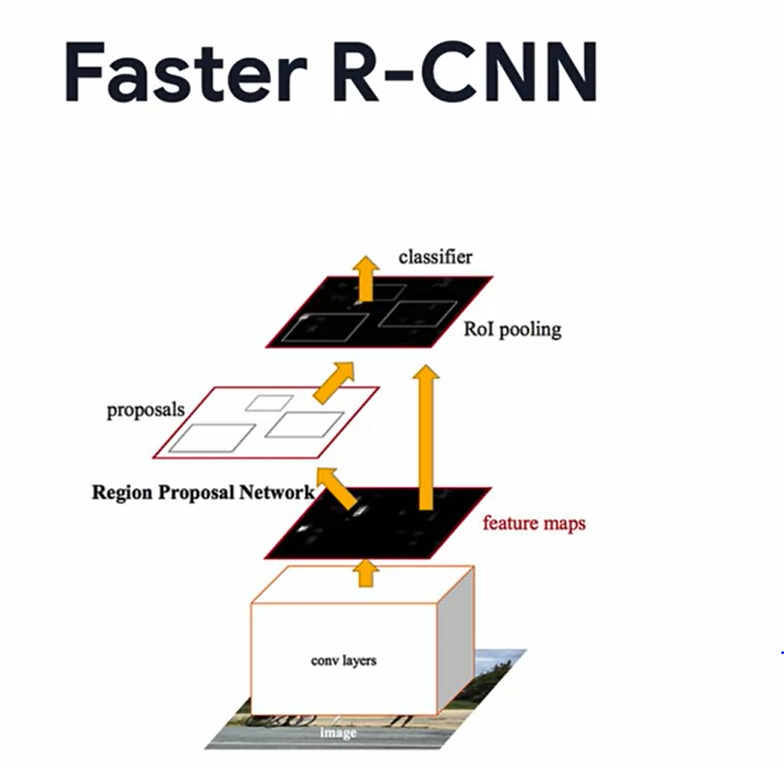 Faster R-CNN
classifier
RoI pooling
proposals
Region Proposal Network
feature maps
conv layers
image